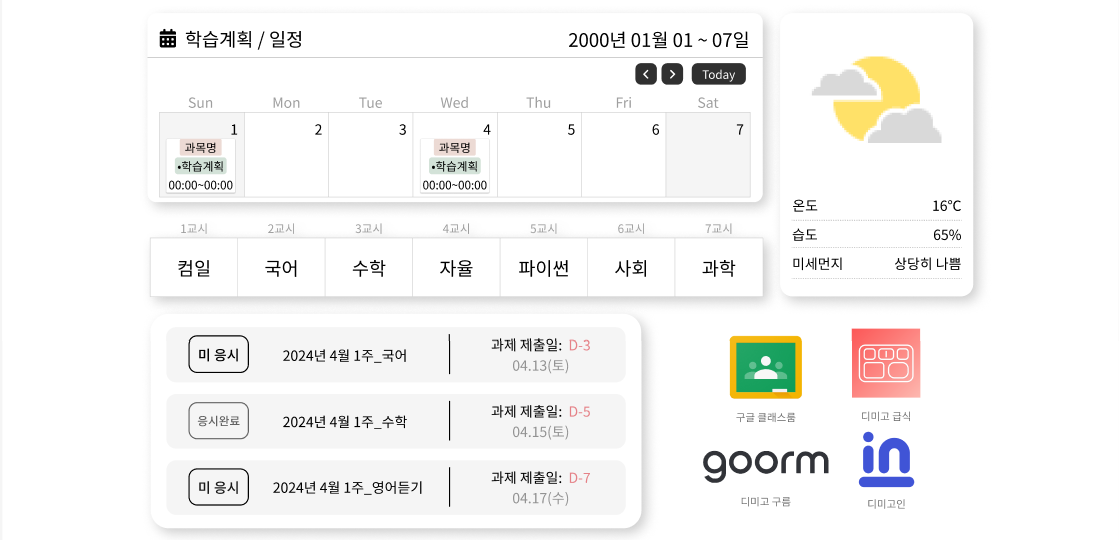 학습계획 / 일정
2000년 01월 01 ~ 07일
Today
Sun Mon Tue Wed Thu Fri Sat
1 2 3 4 5 6 7
과목명 과목명
•학습계획 •학습계획
00:00~00:00 00:00~00:00
온도 16℃
습도 65%
미세먼지 상당히 나쁨
1교시 2교시 3교시 4교시 5교시 6교시 7교시
컴일 국어 수학 자율 파이썬 사회 과학
미 응시 2024년 4월 1주_국어 과제 제출일: D-3
04.13(토)
응시완료 2024년 4월 1주_수학 과제 제출일: D-5
04.15(토)
미 응시 2024년 4월 1주_영어듣기 과제 제출일: D-7
04.17(수)
구글 클래스룸 디미고 급식
goorm in
디미고 구름 디미고인